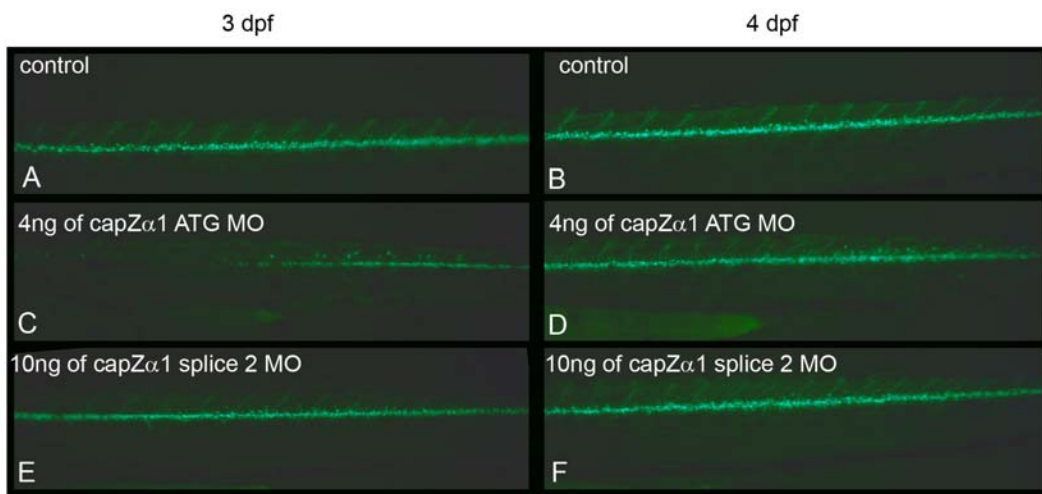 3 dpf 4 dpf
control control
A B
4ng of capZα1 ATG MO 4ng of capZα1 ATG MO
C D
10ng of capZα1 splice 2 MO 10ng of capZα1 splice 2 MO
E F